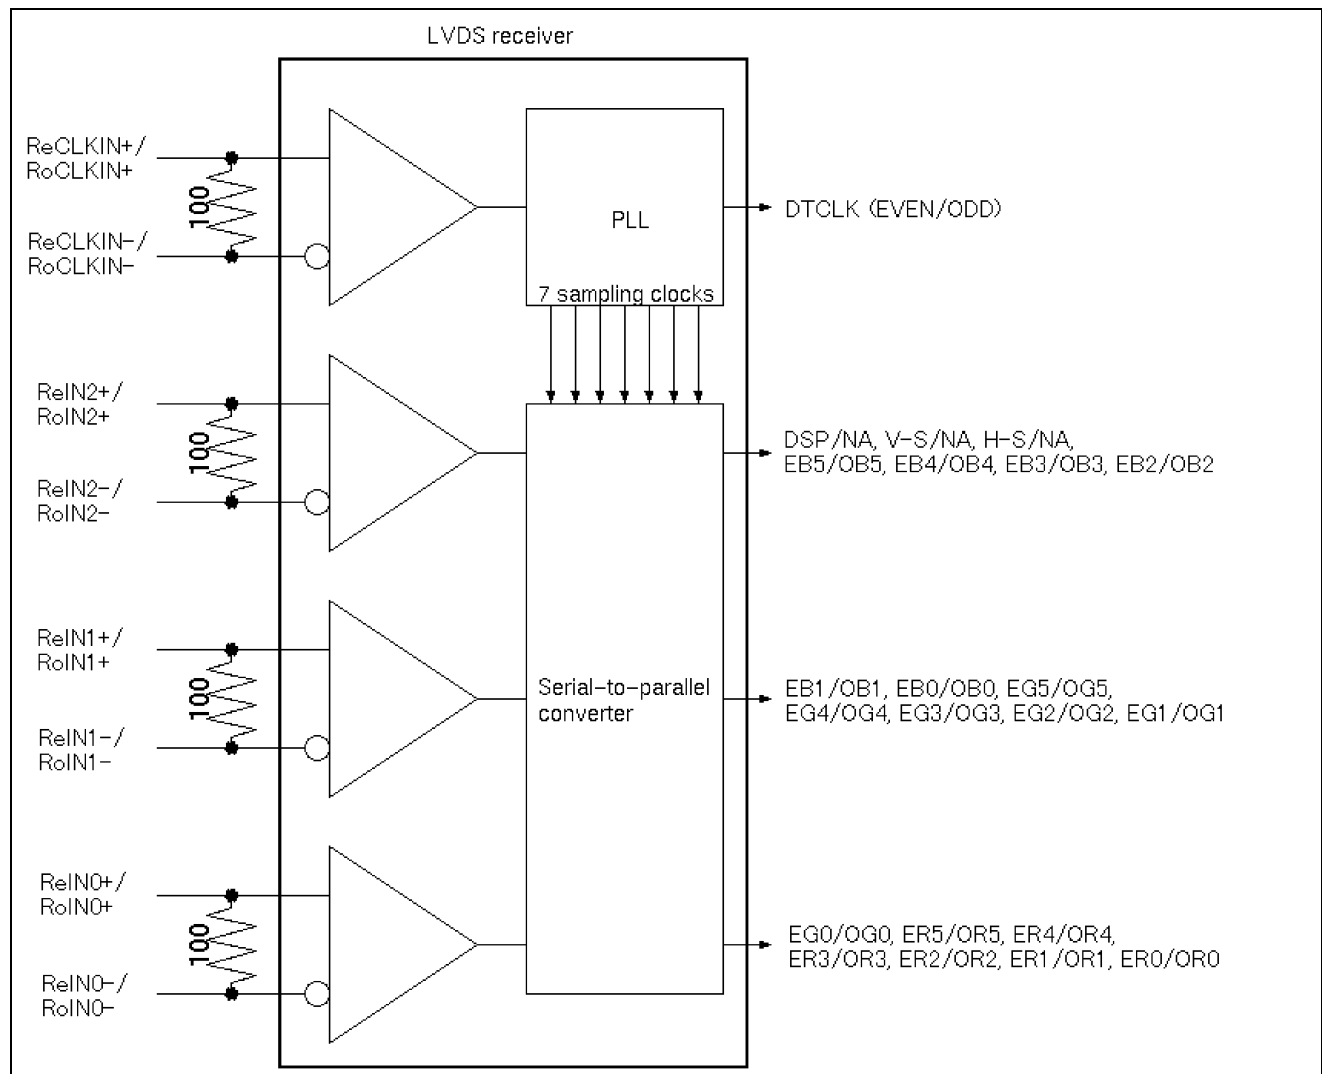 LVDS receiver
ReCLKIN+/
RoCLKIN+
100
ReCLKIN-/
RoCLKIN-
PLL
7 sampling clocks
DTCLK (EVEN/ODD)
ReIN2+/
RoIN2+
100
ReIN2-/
RoIN2-
DSP/NA, V-S/NA, H-S/NA,
EB5/OB5, EB4/OB4, EB3/OB3, EB2/OB2
ReIN1+/
RoIN1+
100
ReIN1-/
RoIN1-
Serial-to-parallel
converter
EB1/OB1, EB0/OB0, EG5/OG5,
EG4/OG4, EG3/OG3, EG2/OG2, EG1/OG1
ReIN0+/
RoIN0+
100
ReIN0-/
RoIN0-
EG0/OG0, ER5/OR5, ER4/OR4,
ER3/OR3, ER2/OR2, ER1/OR1, ER0/OR0